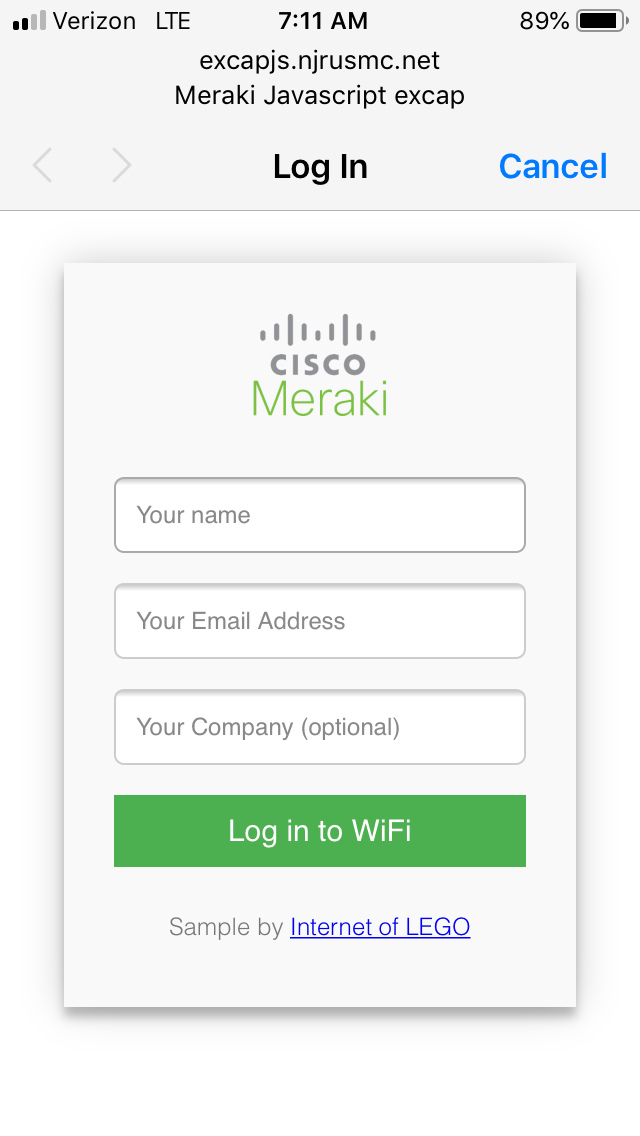 Verizon LTE 7:11 AM 89%
excapjs.njrusmc.net
Meraki Javascript excap
Log In Cancel
CISCO
Meraki
Your name
Your Email Address
Your Company (optional)
Log in to WiFi
Sample by Internet of LEGO